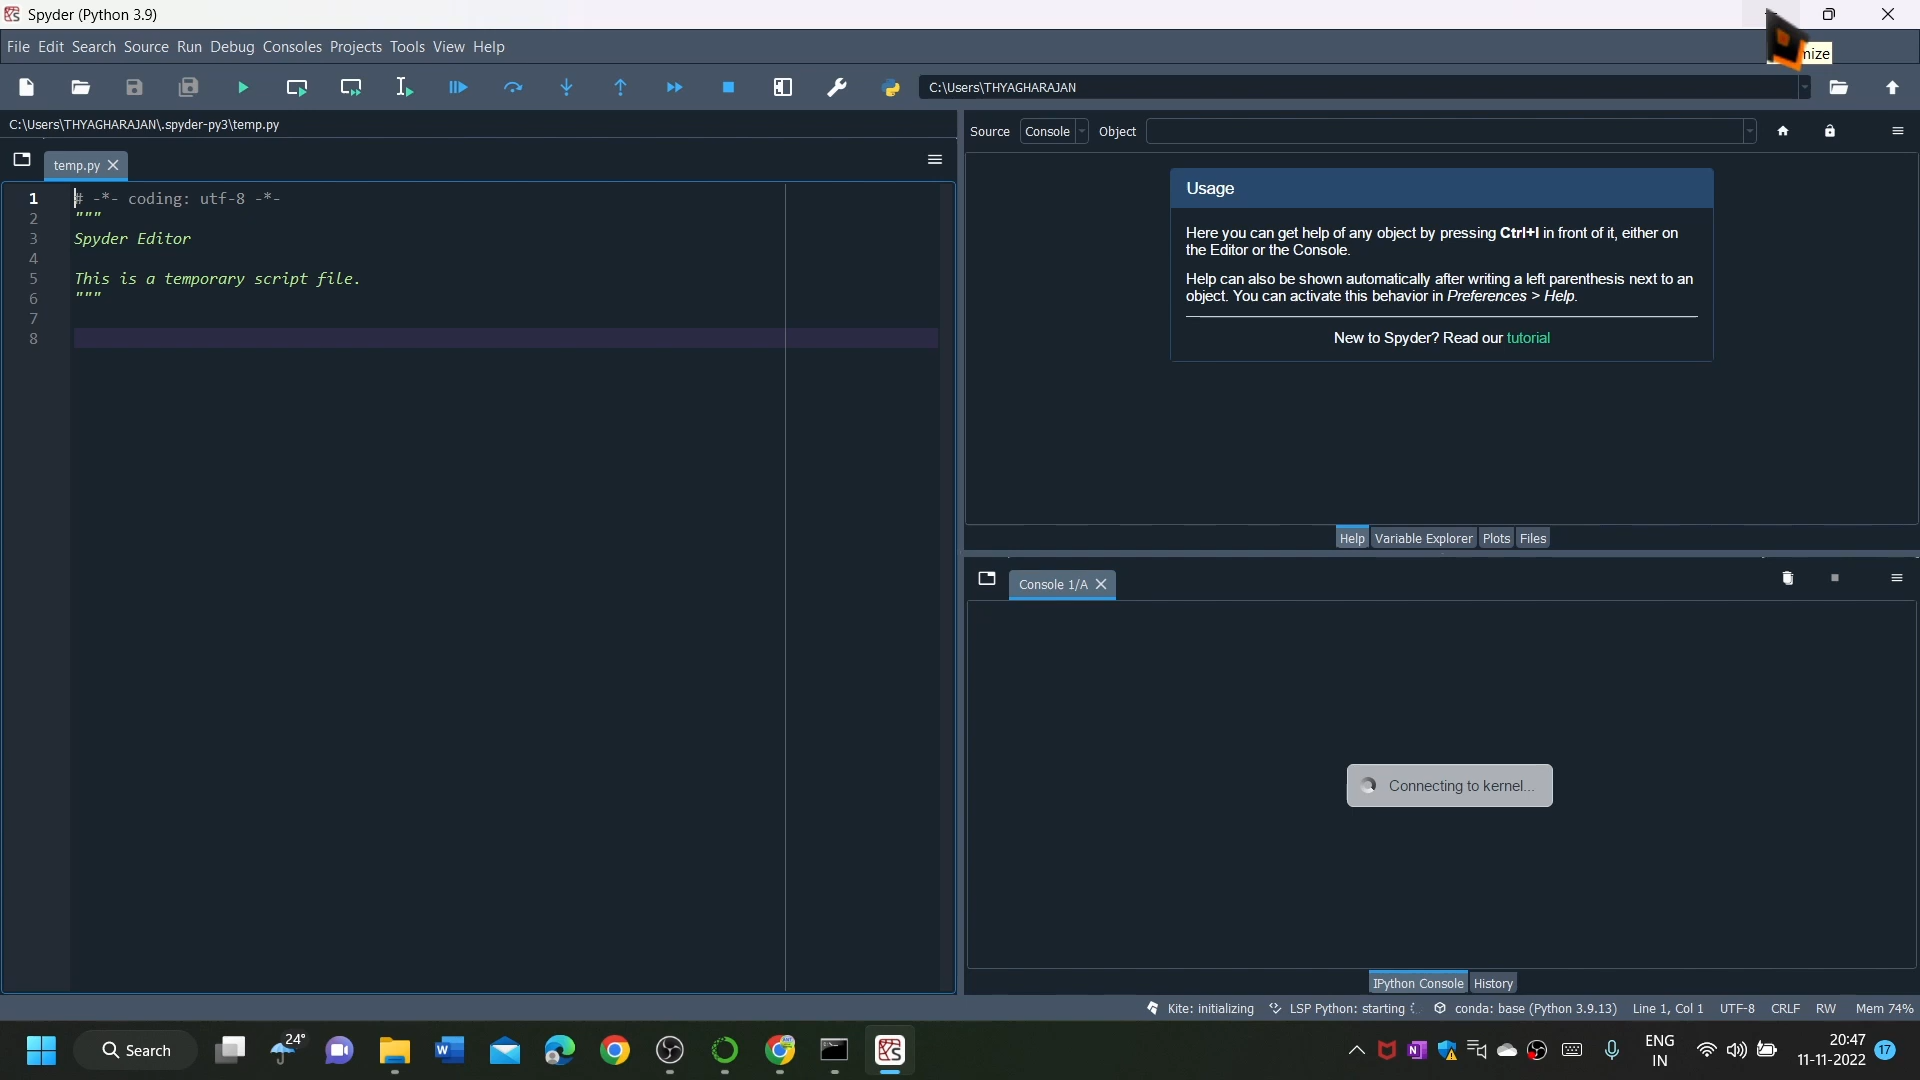 Spyder (Python 3.9)
mize
File Edit Search Source Run Debug Consoles Projects Tools View Help
C:\Users\THYAGHARAJAN
C:\Users\THYAGHARAJAN\.spyder-py3\temp.py
temp.py
1 # -*- coding: utf-8 -*-
2 """
3 Spyder Editor
4
5 This is a temporary script file.
6 """
7
8
Source Console Object
Usage
Here you can get help of any object by pressing Ctrl+I in front of it, either on
the Editor or the Console.
Help can also be shown automatically after writing a left parenthesis next to an
object. You can activate this behavior in Preferences > Help.
New to Spyder? Read our tutorial
Help Variable Explorer Plots Files
Console 1/A
Connecting to kernel...
IPython Console History
Kite: initializing LSP Python: starting conda: base (Python 3.9.13) Line 1, Col 1 UTF-8 CRLF RW Mem 74%
Search 24° ENG
IN
20:47
11-11-2022 17